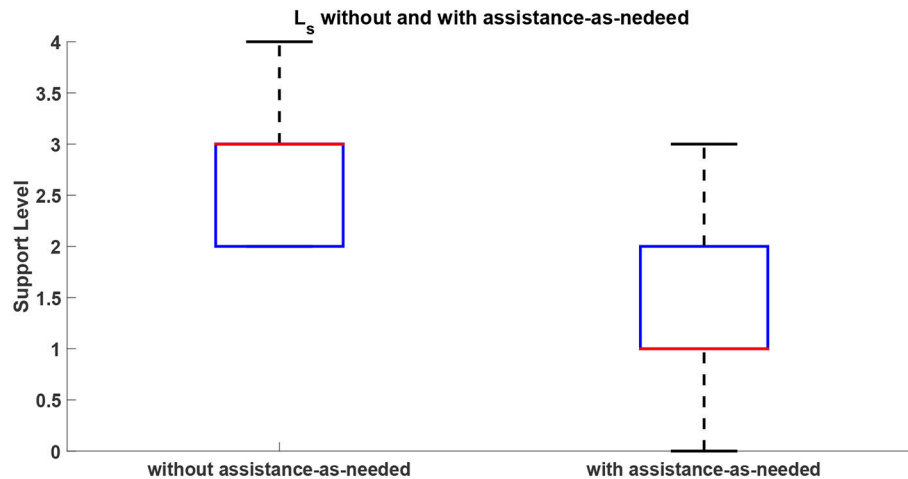 Ls without and with assistance-as-nedeed
4
3.5
3
2.5
2
1.5
1
0.5
0
Support Level
without assistance-as-needed
with assistance-as-needed